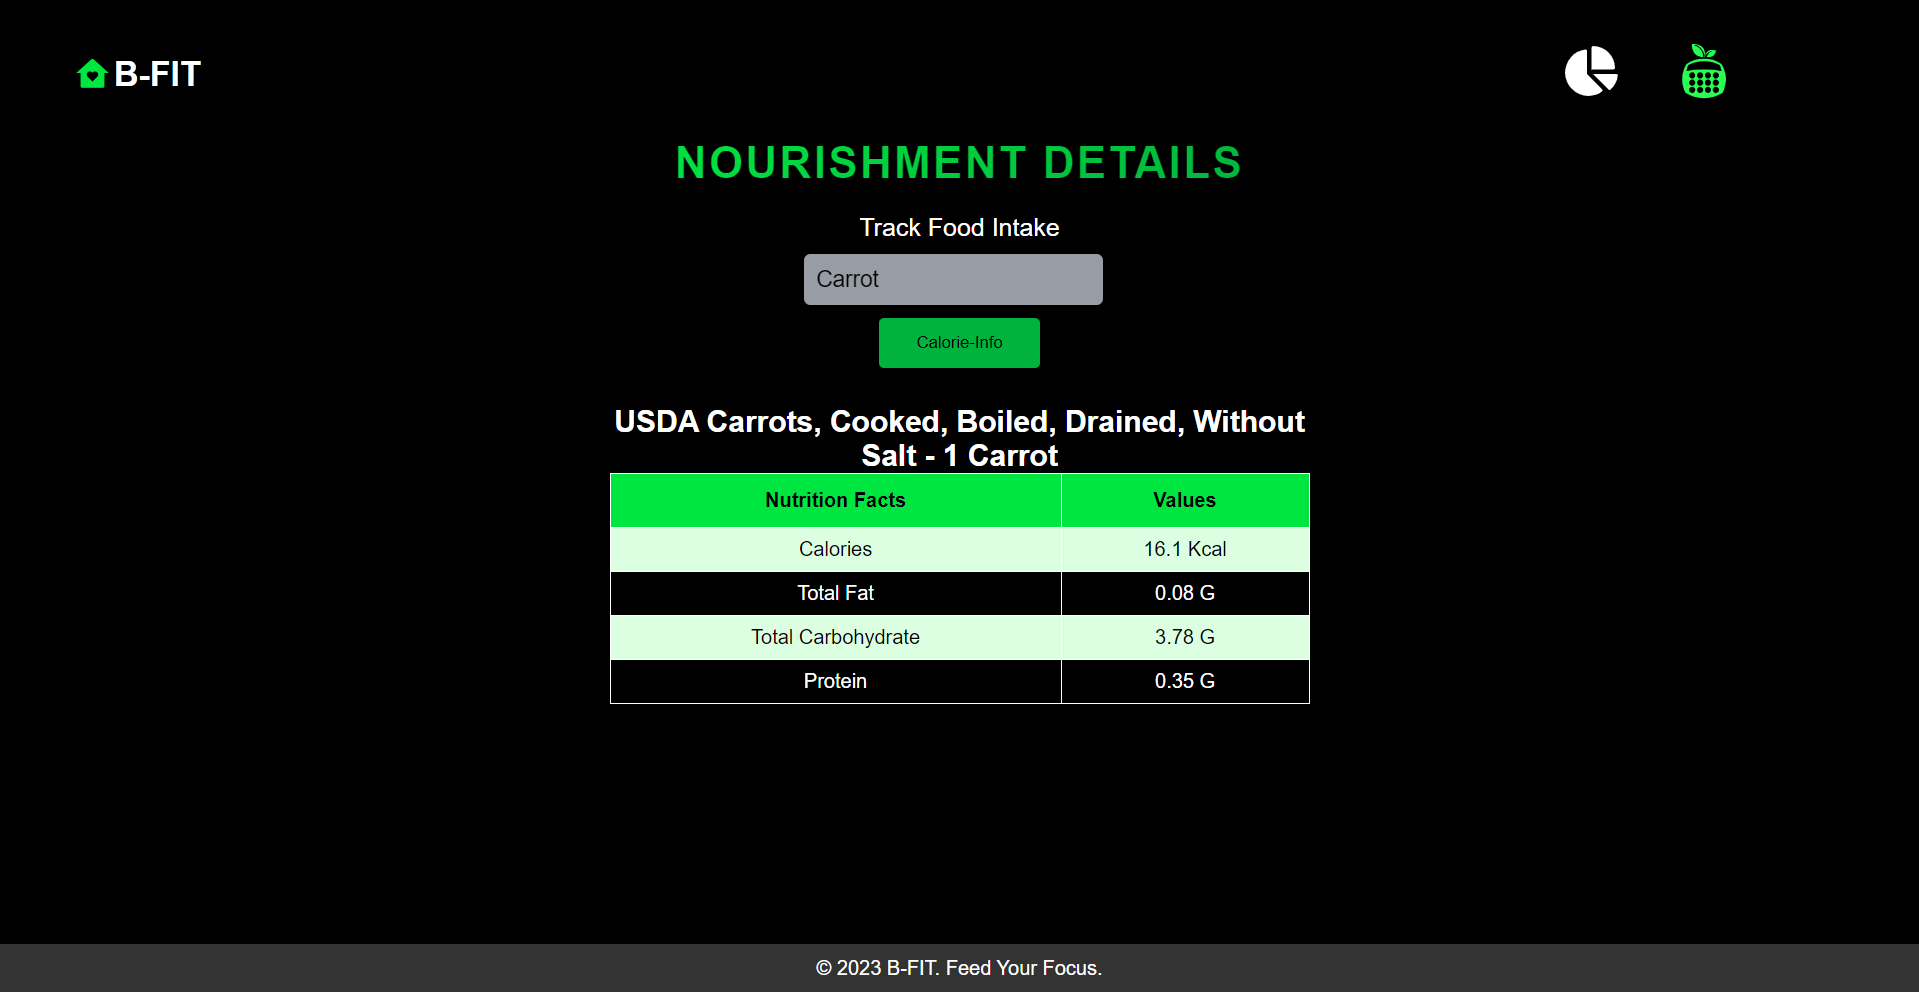 B-FIT
NOURISHMENT DETAILS
Track Food Intake
Carrot
Calorie-Info
USDA Carrots, Cooked, Boiled, Drained, Without
Salt - 1 Carrot
Nutrition Facts Values
Calories 16.1 Kcal
Total Fat 0.08 G
Total Carbohydrate 3.78 G
Protein 0.35 G
© 2023 B-FIT. Feed Your Focus.